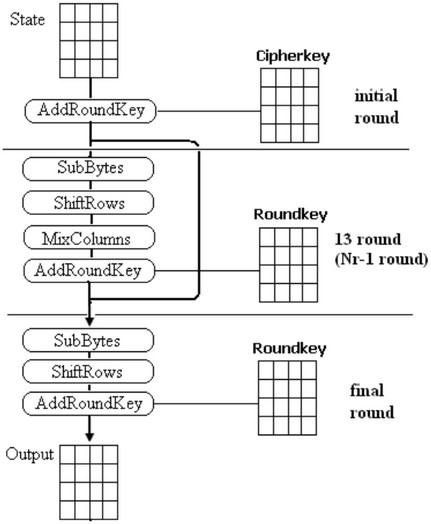 State
Cipherkey
AddRoundKey
initial
round
SubBytes
ShiftRows
MixColumns
AddRoundKey
Roundkey
13 round
(Nr-1 round)
SubBytes
ShiftRows
AddRoundKey
Roundkey
final
round
Output